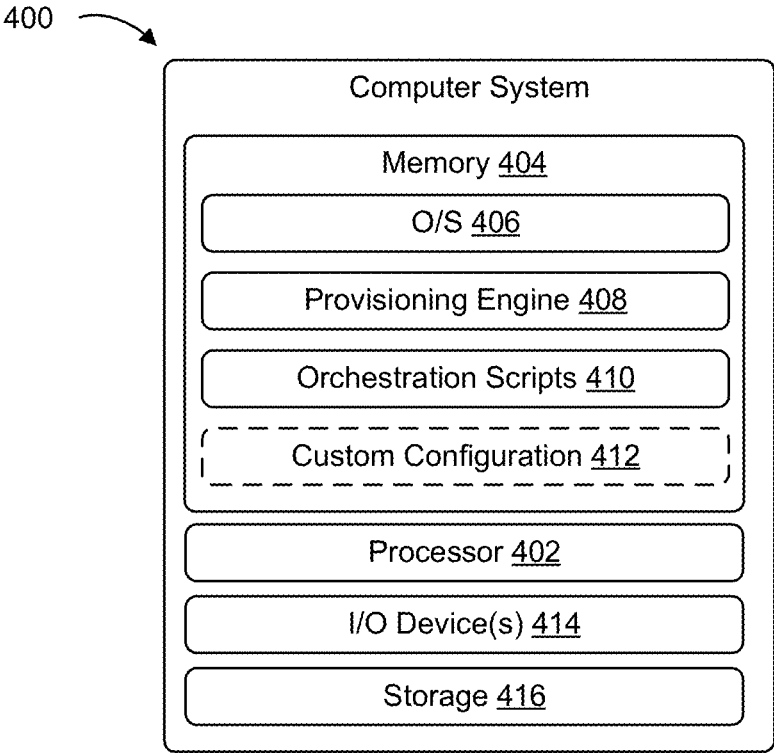 400
Computer System
Memory 404
O/S 406
Provisioning Engine 408
Orchestration Scripts 410
Custom Configuration 412
Processor 402
I/O Device(s) 414
Storage 416